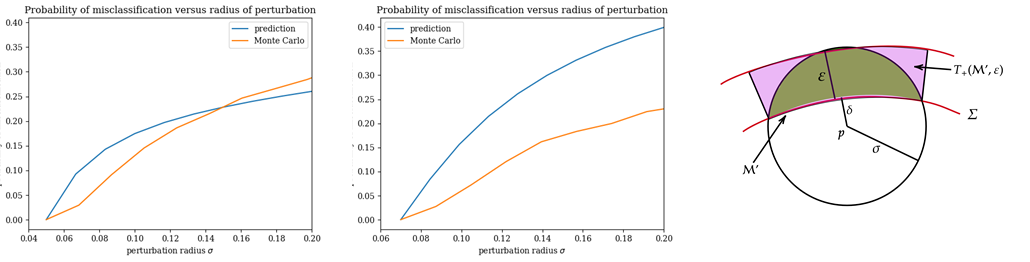 Probability of misclassification versus radius of perturbation
0.40
0.35
0.30
0.25
0.20
0.15
0.10
0.05
0.00
prediction
Monte Carlo
0.04 0.06 0.08 0.10 0.12 0.14 0.16 0.18 0.20
perturbation radius σ
Probability of misclassification versus radius of perturbation
0.40
0.35
0.30
0.25
0.20
0.15
0.10
0.05
0.00
prediction
Monte Carlo
0.06 0.08 0.10 0.12 0.14 0.16 0.18 0.20
perturbation radius σ
T₊(M′, ε)
ε
δ
Σ
p
σ
M′